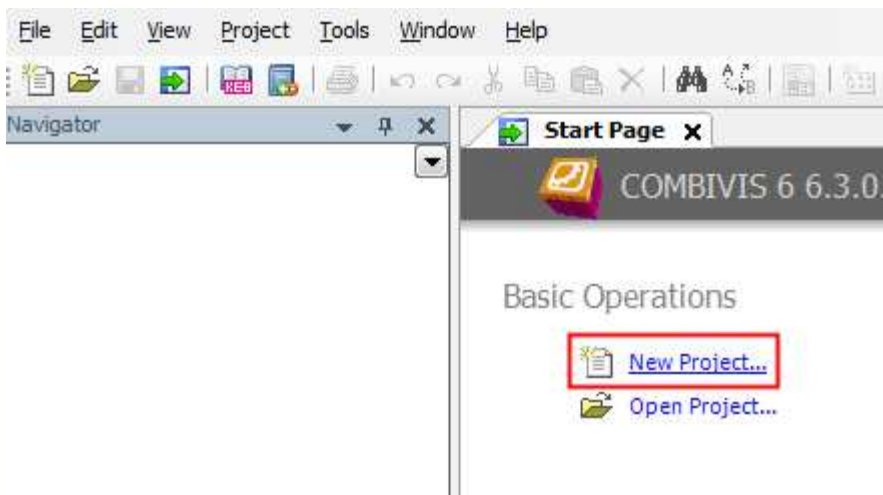 File Edit View Project Tools Window Help
KEB
Navigator
Start Page
COMBIVIS 6 6.3.0.
Basic Operations
New Project...
Open Project...